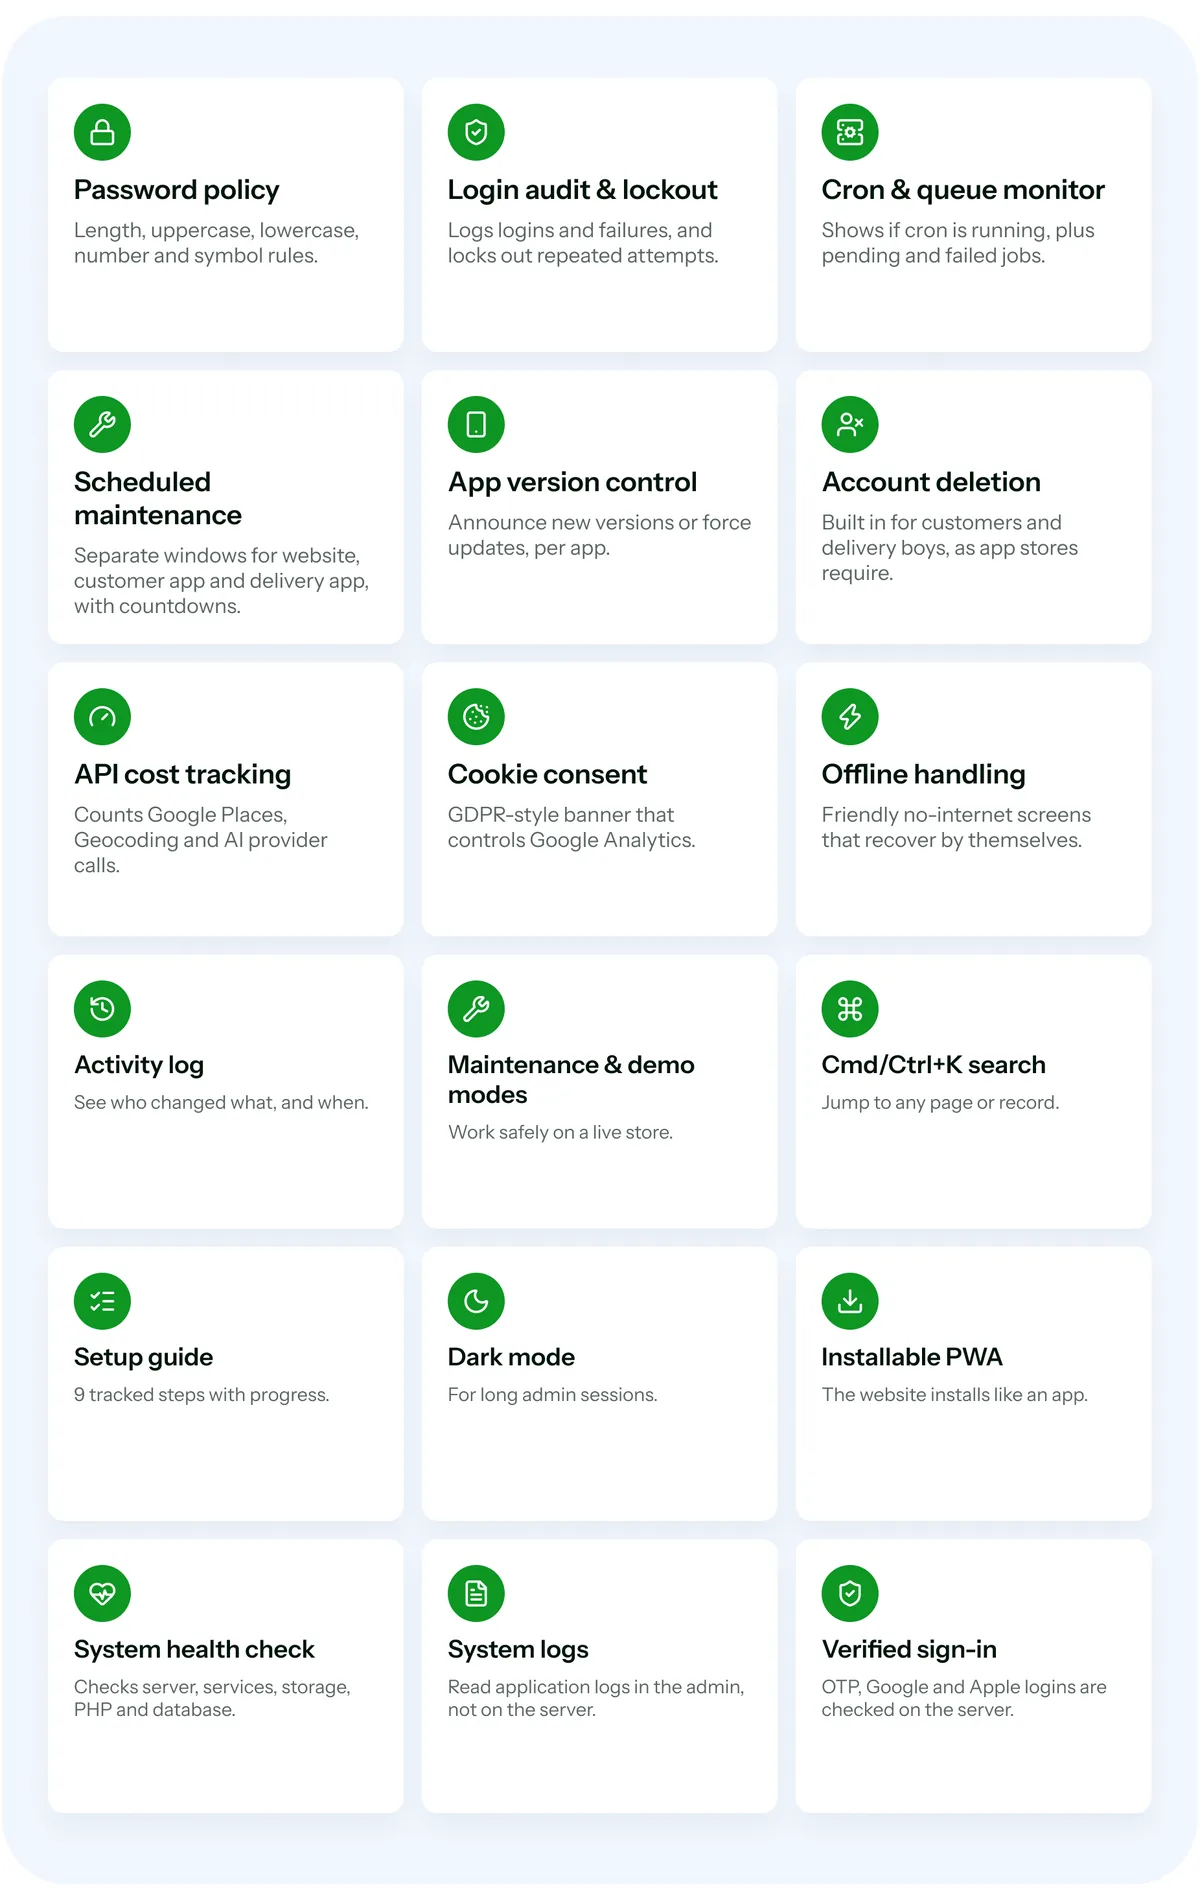 Password policy
Length, uppercase, lowercase,
number and symbol rules.
Login audit & lockout
Logs logins and failures, and
locks out repeated attempts.
Cron & queue monitor
Shows if cron is running, plus
pending and failed jobs.
Scheduled
maintenance
Separate windows for website,
customer app and delivery app,
with countdowns.
App version control
Announce new versions or force
updates, per app.
Account deletion
Built in for customers and
delivery boys, as app stores
require.
API cost tracking
Counts Google Places,
Geocoding and AI provider
calls.
Cookie consent
GDPR-style banner that
controls Google Analytics.
Offline handling
Friendly no-internet screens
that recover by themselves.
Activity log
See who changed what, and when.
Maintenance & demo
modes
Work safely on a live store.
Cmd/Ctrl+K search
Jump to any page or record.
Setup guide
9 tracked steps with progress.
Dark mode
For long admin sessions.
Installable PWA
The website installs like an app.
System health check
Checks server, services, storage,
PHP and database.
System logs
Read application logs in the admin,
not on the server.
Verified sign-in
OTP, Google and Apple logins are
checked on the server.